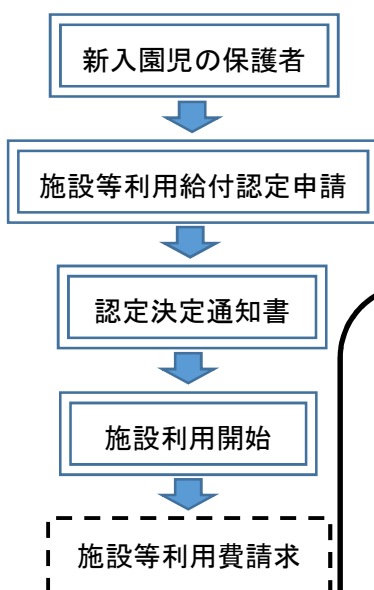 新入園児の保護者
施設等利用給付認定申請
認定決定通知書
施設利用開始
施設等利用費請求